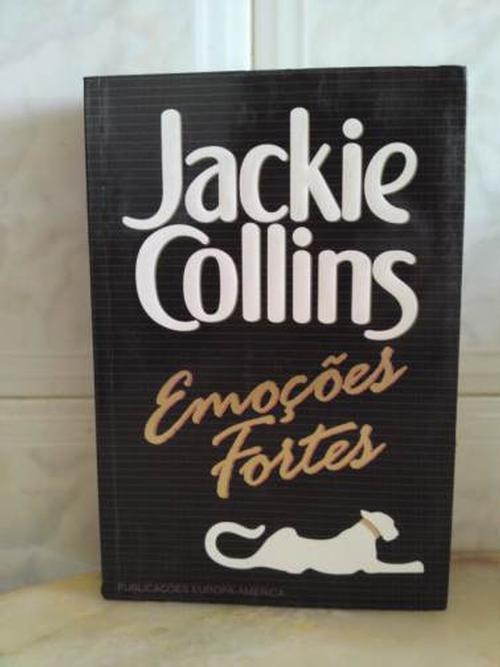 Jackie
Collins
Emoções
Fortes
PUBLICAÇÕES EUROPA-AMÉRICA